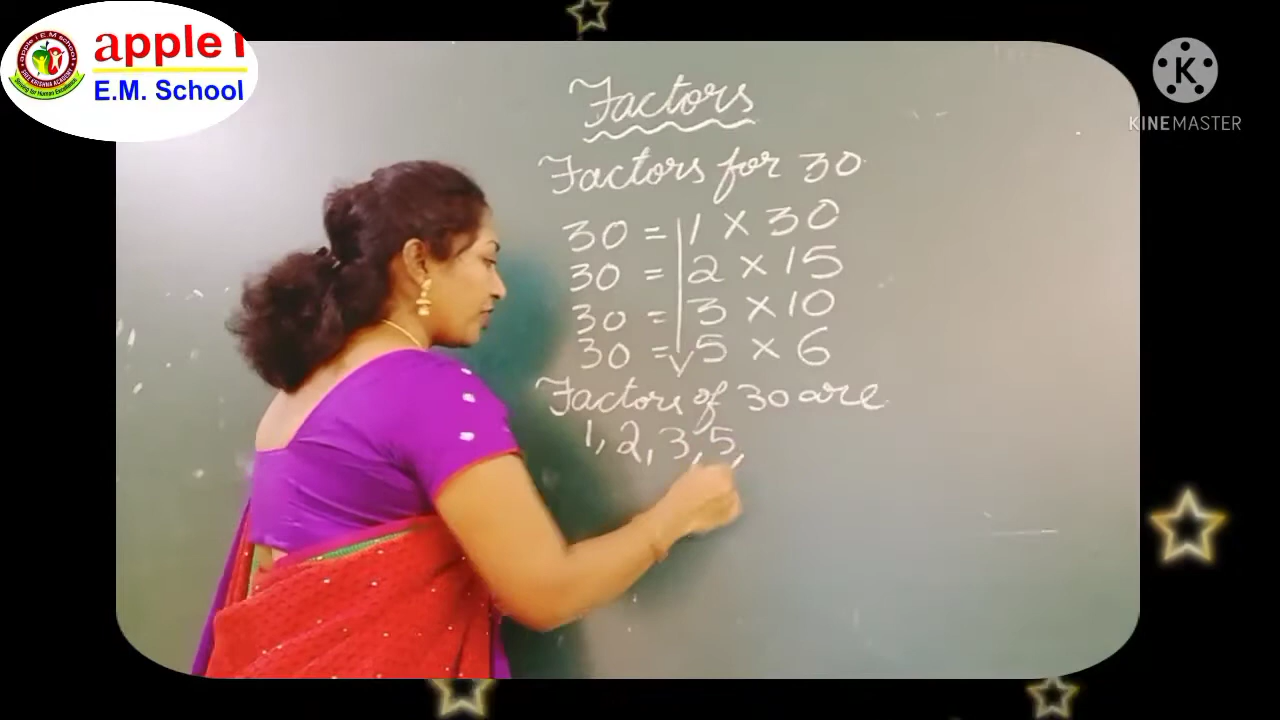 apple i
E.M. School
KINEMASTER
Factors
Factors for 30
30 = 1 × 30
30 = 2 × 15
30 = 3 × 10
30 = 5 × 6
Factors of 30 are
1, 2, 3, 5,